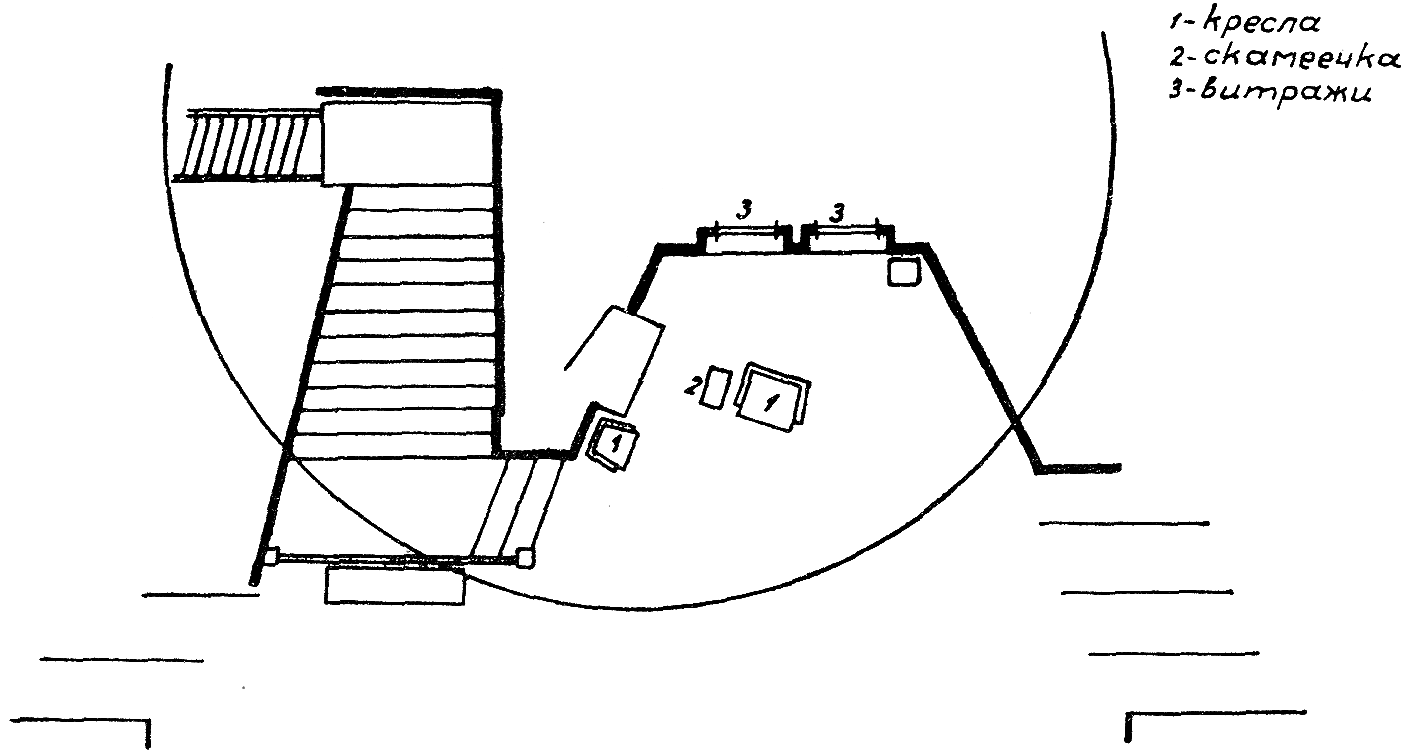 1- кресла
2- скамеечка
3- витражи
3 3
2 1
1